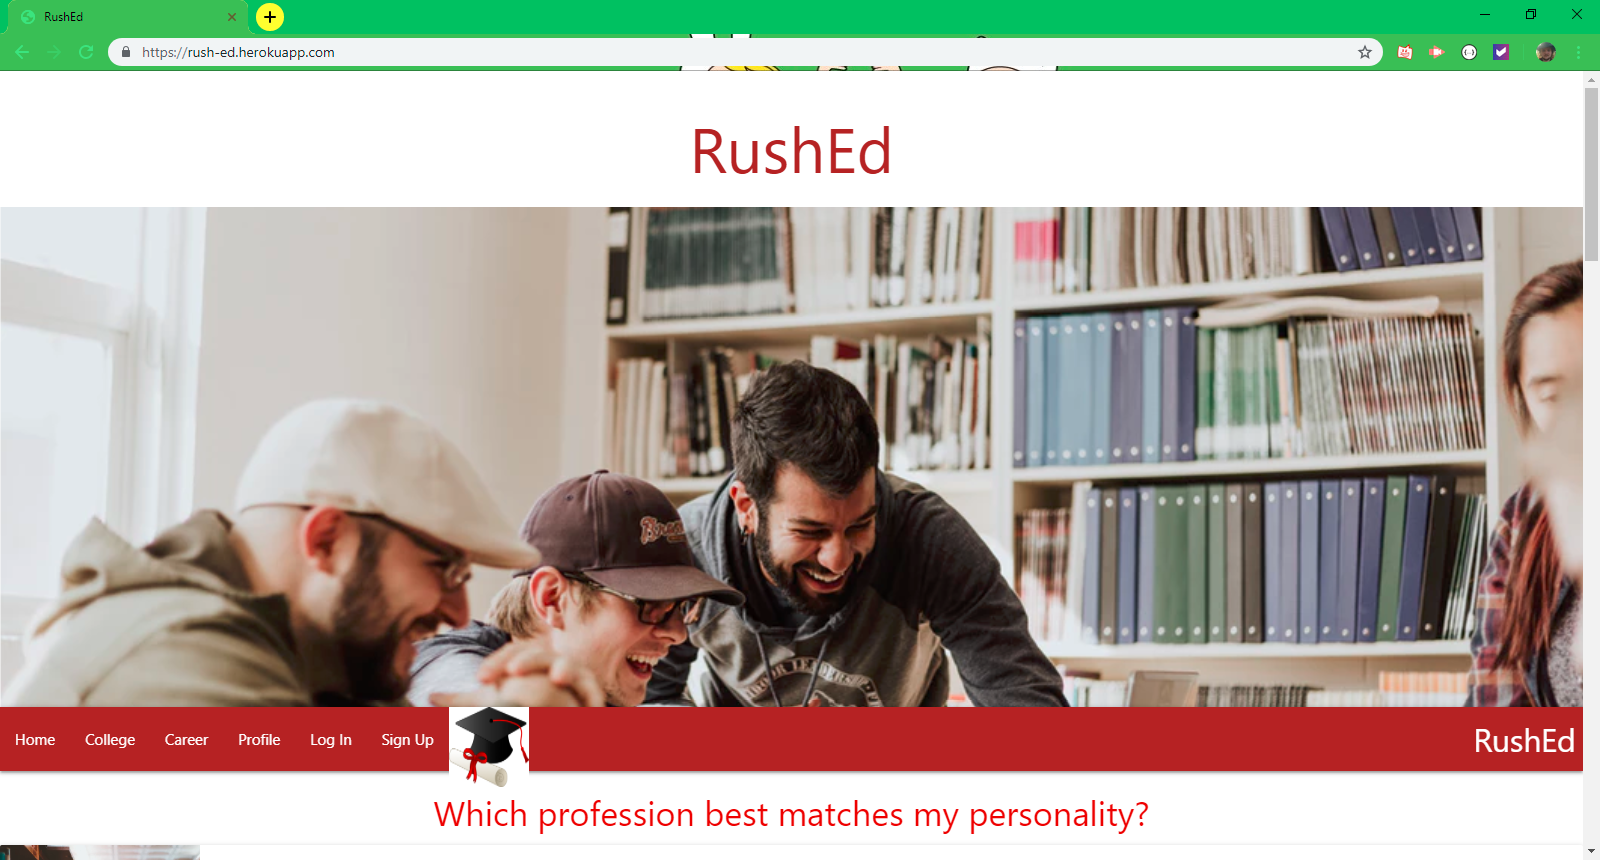 RushEd
https://rush-ed.herokuapp.com
RushEd
Home College Career Profile Log In Sign Up
RushEd
Which profession best matches my personality?